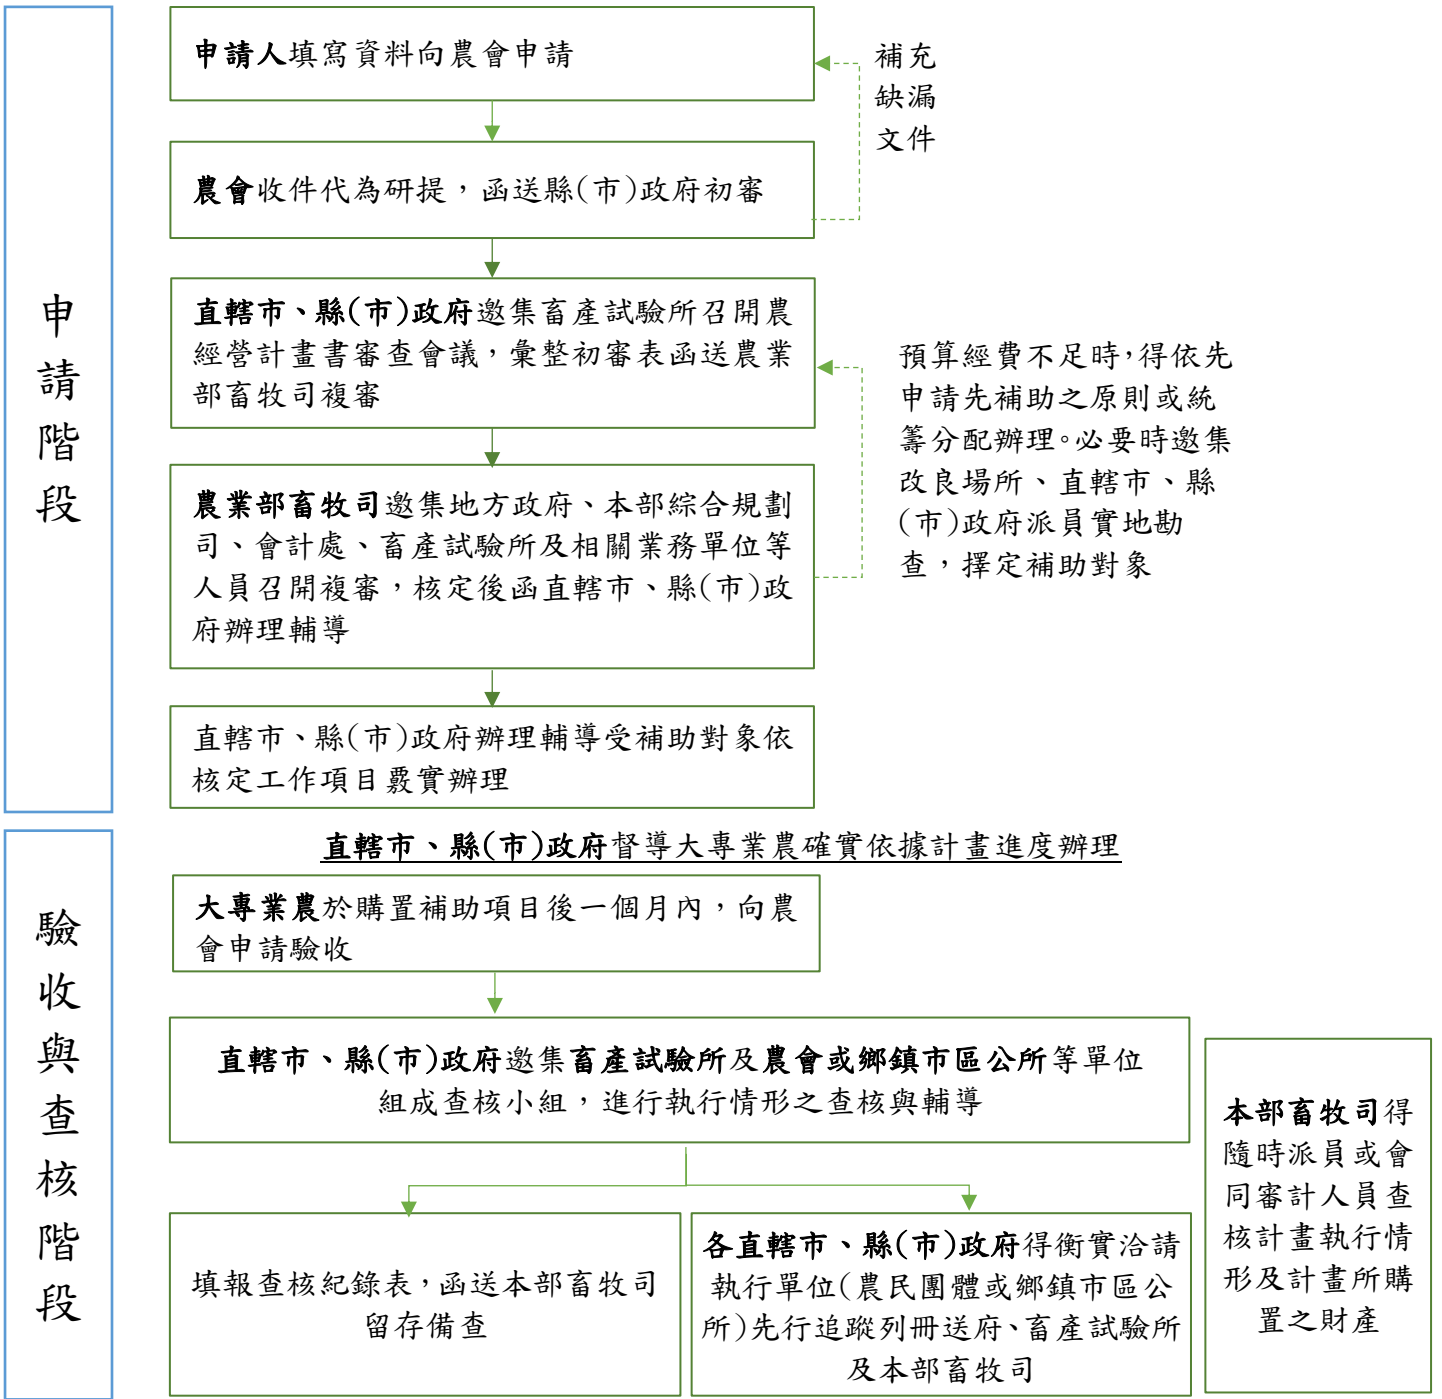 申請階段
申請人填寫資料向農會申請
補充
缺漏
文件
農會收件代為研提，函送縣(市)政府初審
直轄市、縣(市)政府邀集畜產試驗所召開農
經營計畫書審查會議，彙整初審表函送農業
部畜牧司複審
預算經費不足時，得依先
申請先補助之原則或統
籌分配辦理。必要時邀集
改良場所、直轄市、縣
(市)政府派員實地勘
查，擇定補助對象
農業部畜牧司邀集地方政府、本部綜合規劃
司、會計處、畜產試驗所及相關業務單位等
人員召開複審，核定後函直轄市、縣(市)政
府辦理輔導
直轄市、縣(市)政府辦理輔導受補助對象依
核定工作項目覈實辦理
驗收與查核階段
直轄市、縣(市)政府督導大專業農確實依據計畫進度辦理
大專業農於購置補助項目後一個月內，向農
會申請驗收
直轄市、縣(市)政府邀集畜產試驗所及農會或鄉鎮市區公所等單位
組成查核小組，進行執行情形之查核與輔導
填報查核紀錄表，函送本部畜牧司
留存備查
各直轄市、縣(市)政府得衡實洽請
執行單位(農民團體或鄉鎮市區公
所)先行追蹤列冊送府、畜產試驗所
及本部畜牧司
本部畜牧司得
隨時派員或會
同審計人員查
核計畫執行情
形及計畫所購
置之財產